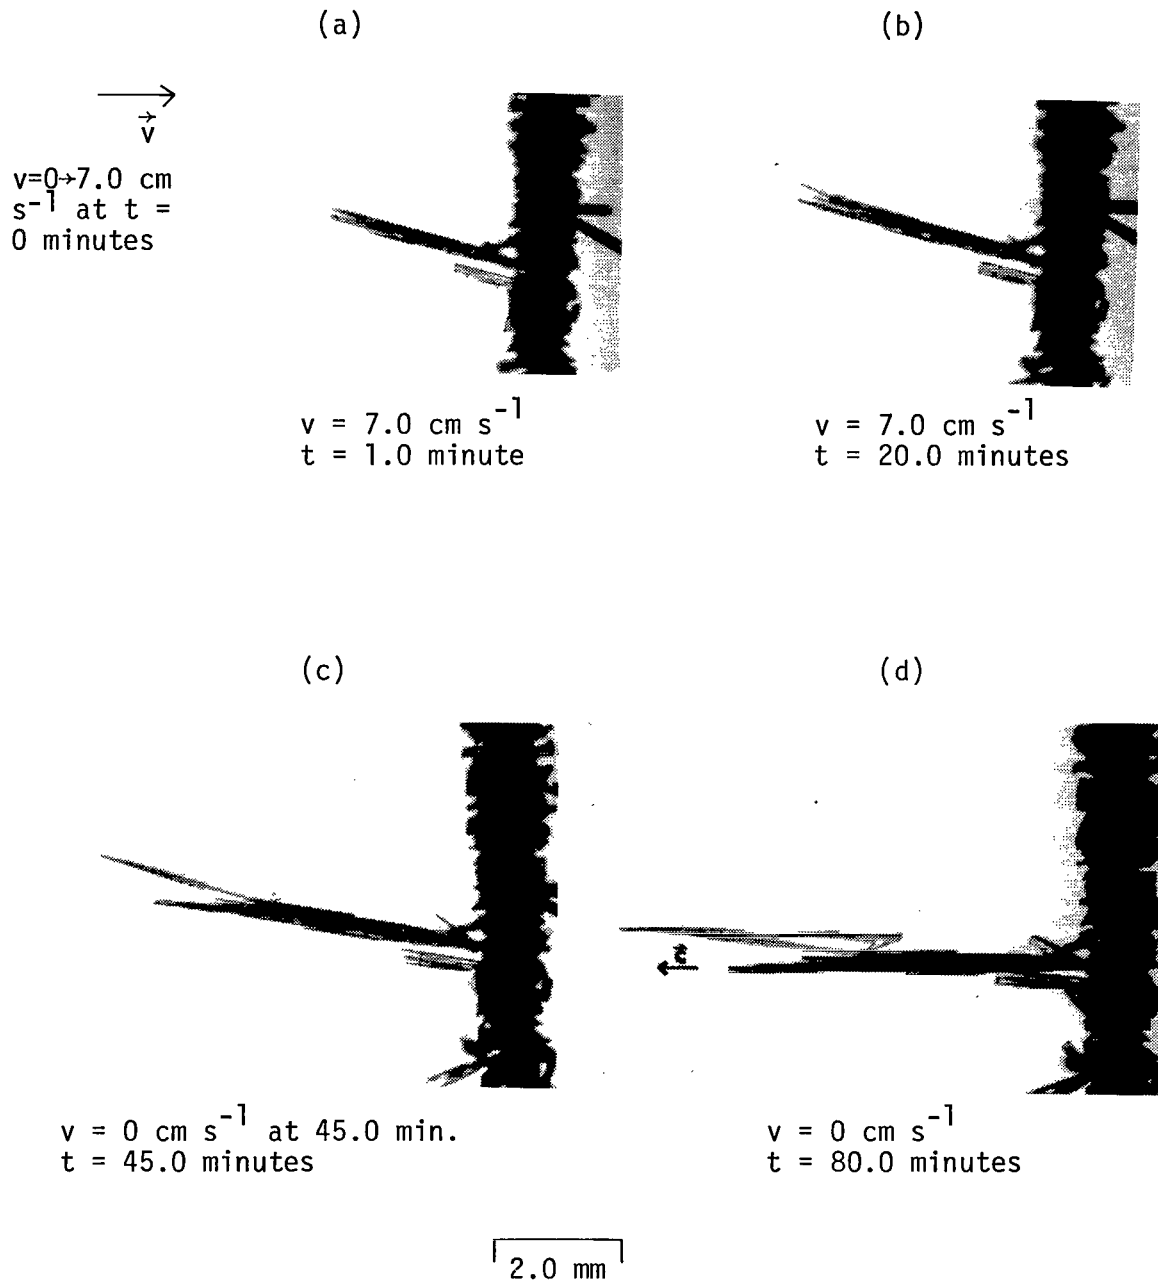 (a)
(b)
v
v=0→7.0 cm
s⁻¹ at t =
0 minutes
v = 7.0 cm s⁻¹
t = 1.0 minute
v = 7.0 cm s⁻¹
t = 20.0 minutes
(c)
(d)
c
v = 0 cm s⁻¹ at 45.0 min.
t = 45.0 minutes
v = 0 cm s⁻¹
t = 80.0 minutes
2.0 mm